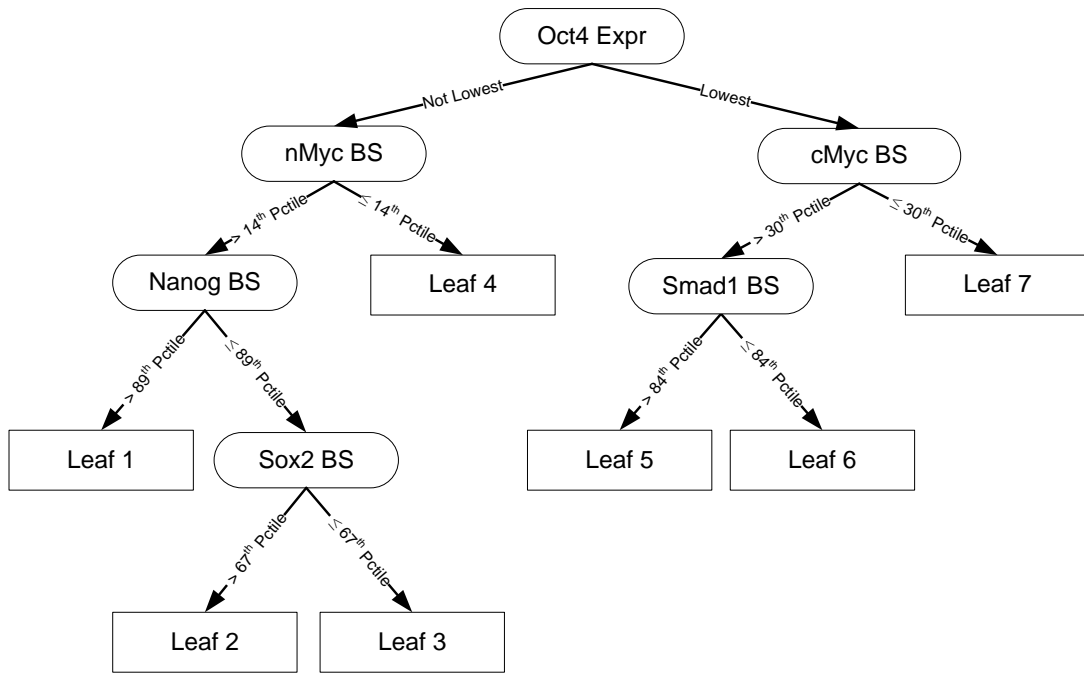 Oct4 Expr
Not Lowest
Lowest
nMyc BS
cMyc BS
> 14th Pctile
≤ 14th Pctile
> 30th Pctile
≤ 30th Pctile
Nanog BS
Leaf 4
Smad1 BS
Leaf 7
> 89th Pctile
≤ 89th Pctile
> 84th Pctile
≤ 84th Pctile
Leaf 1
Sox2 BS
Leaf 5
Leaf 6
> 67th Pctile
≤ 67th Pctile
Leaf 2
Leaf 3